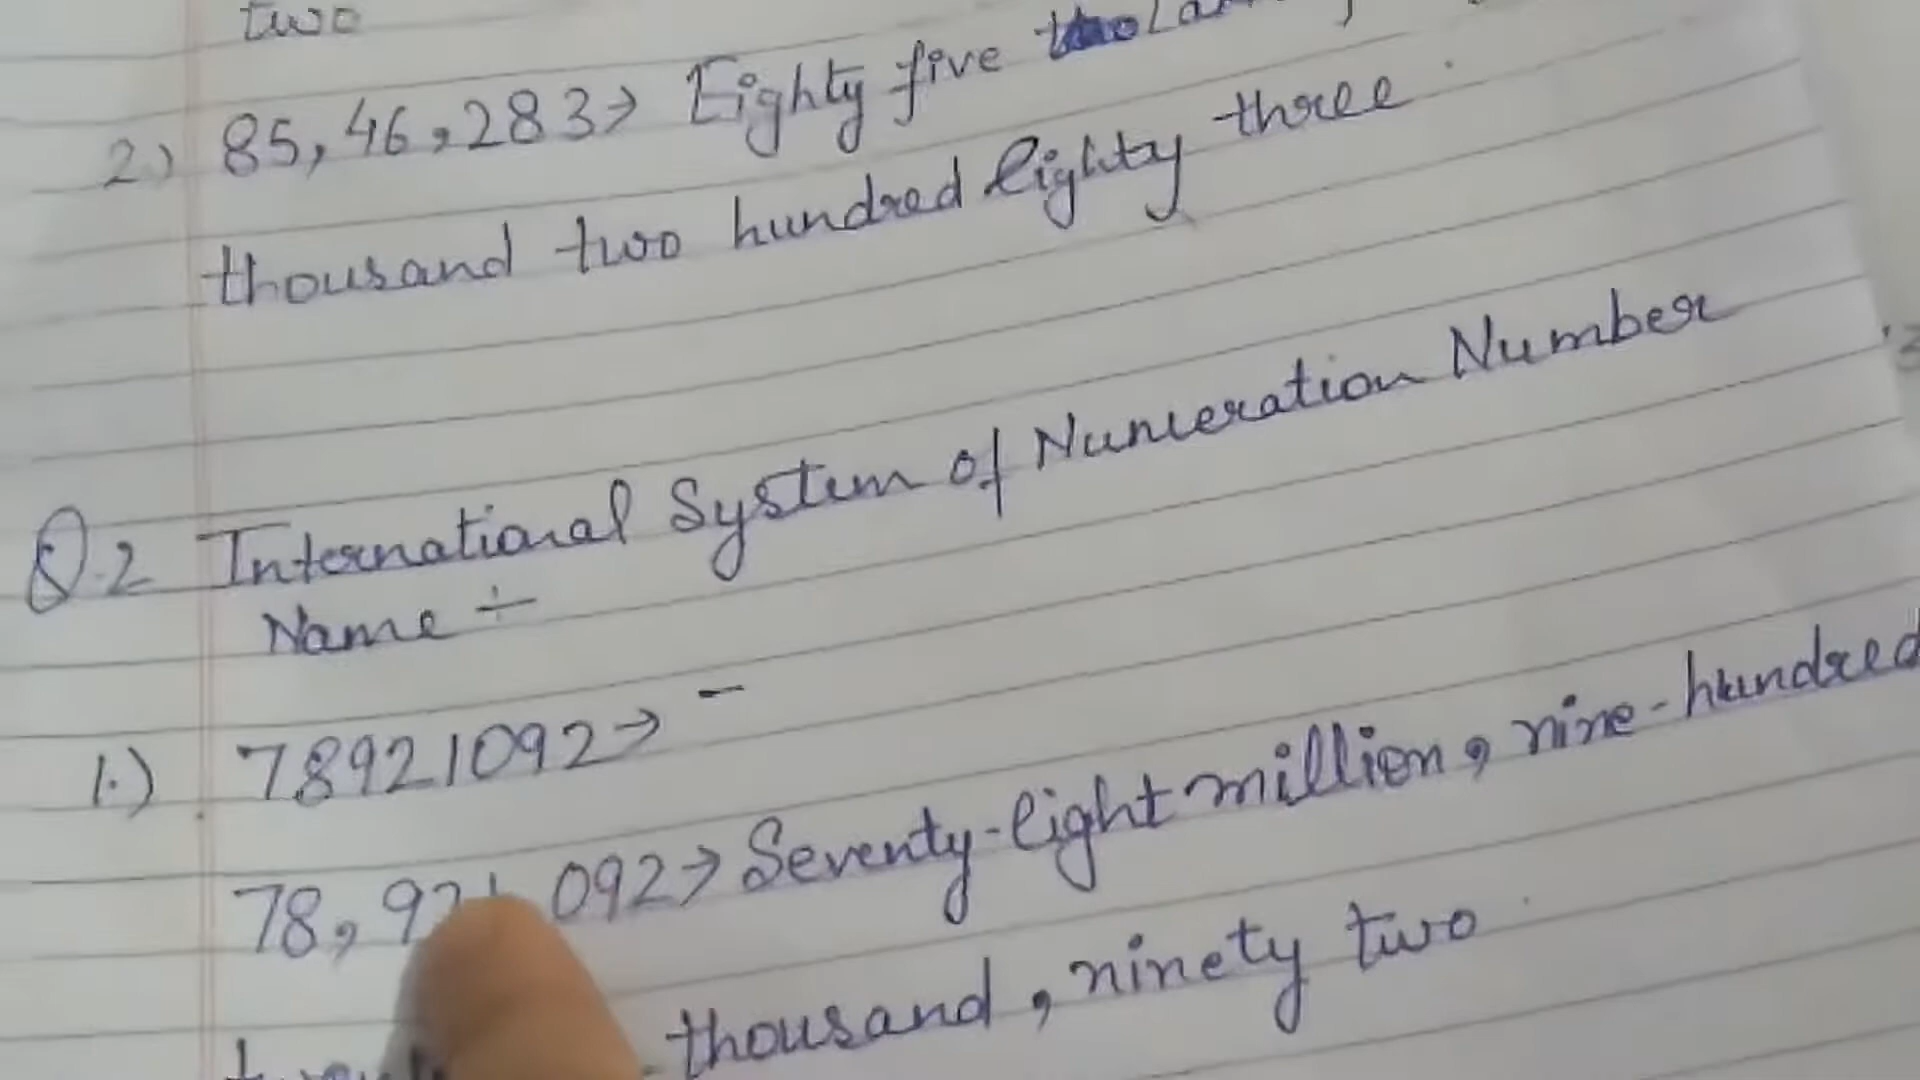 two
2) 85,46,283→ Eighty five
thousand two hundred eighty three
Q.2 International System of Numeration Number
Name ÷
1.) 78921092→ -
78,921,092→ Seventy-eight million, nine-hundred
thousand, ninety two